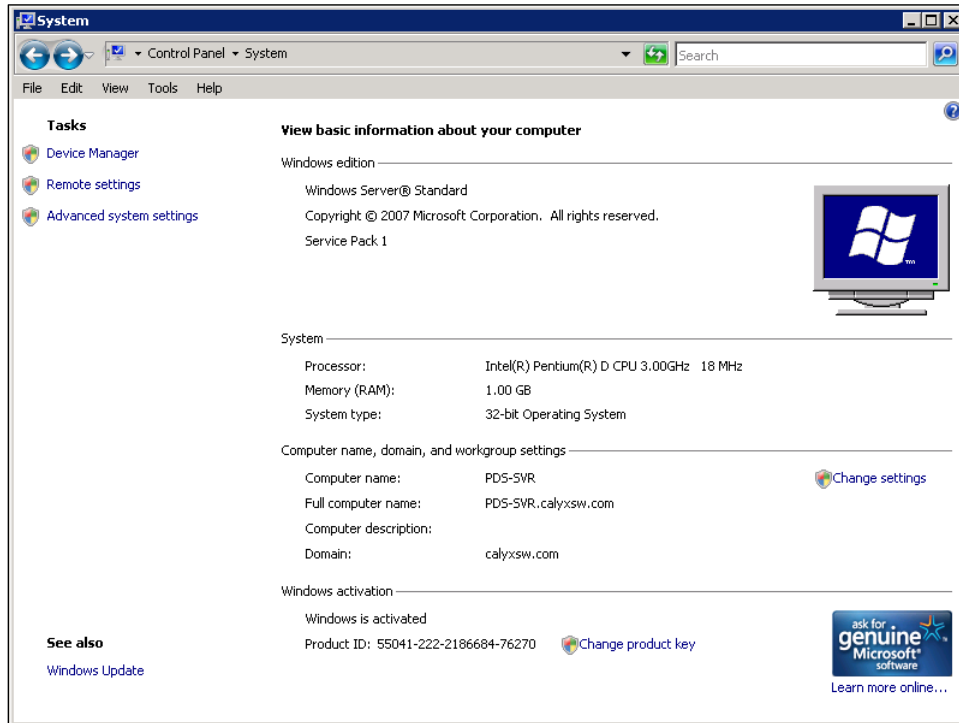 System
Control Panel System
Search
File Edit View Tools Help
Tasks
Device Manager
Remote settings
Advanced system settings
See also
Windows Update
View basic information about your computer
Windows edition
Windows Server® Standard
Copyright © 2007 Microsoft Corporation. All rights reserved.
Service Pack 1
System
Processor: Intel(R) Pentium(R) D CPU 3.00GHz 18 MHz
Memory (RAM): 1.00 GB
System type: 32-bit Operating System
Computer name, domain, and workgroup settings
Computer name: PDS-SVR Change settings
Full computer name: PDS-SVR.calyxsw.com
Computer description:
Domain: calyxsw.com
Windows activation
Windows is activated
Product ID: 55041-222-2186684-76270 Change product key
ask for
genuine
Microsoft®
software
Learn more online...